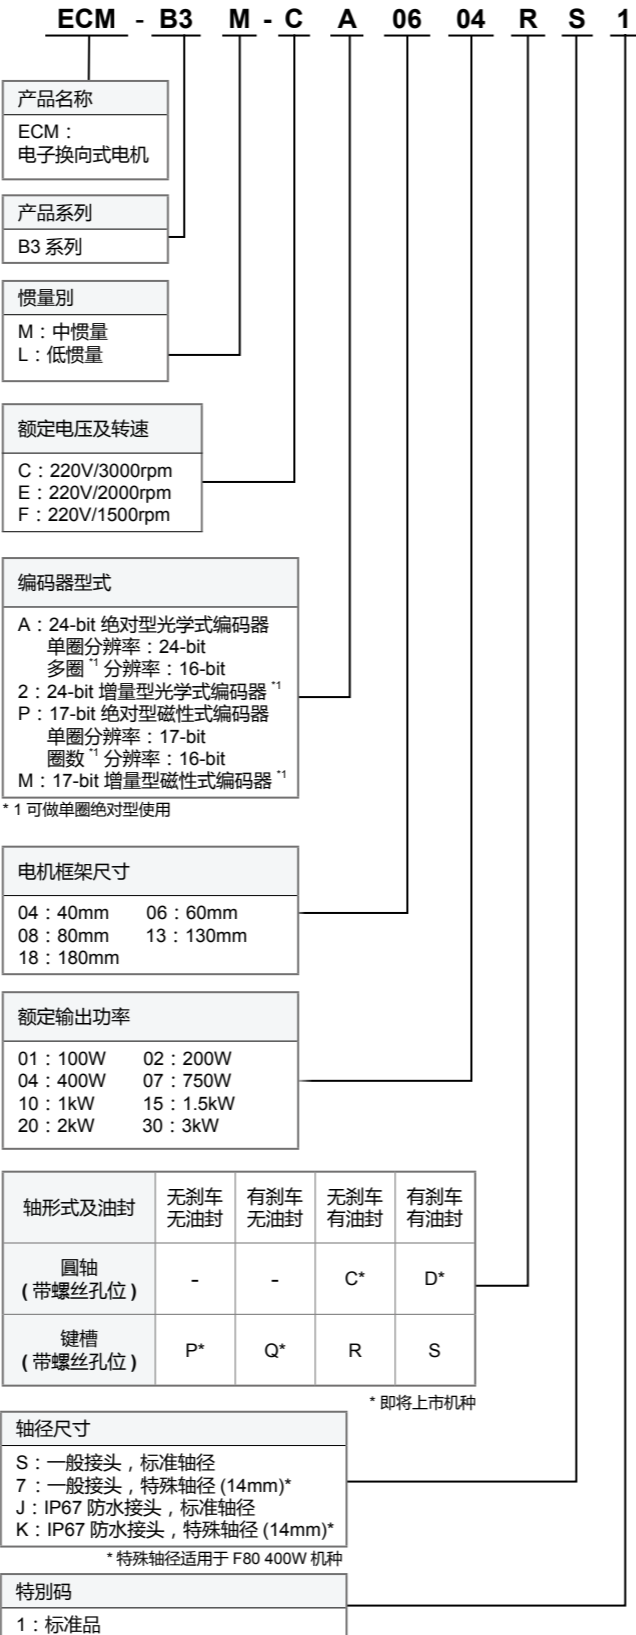 ECM - B3 M - C A 06 04 R S 1
产品名称
ECM：
电子换向式电机
产品系列
B3 系列
惯量別
M：中惯量
L：低惯量
额定电压及转速
C：220V/3000rpm
E：220V/2000rpm
F：220V/1500rpm
编码器型式
A：24-bit 绝对型光学式编码器
单圈分辨率：24-bit
多圈 *1 分辨率：16-bit
2：24-bit 增量型光学式编码器 *1
P：17-bit 绝对型磁性式编码器
单圈分辨率：17-bit
圈数 *1 分辨率：16-bit
M：17-bit 增量型磁性式编码器 *1
* 1 可做单圈绝对型使用
电机框架尺寸
04：40mm 06：60mm
08：80mm 13：130mm
18：180mm
额定输出功率
01：100W 02：200W
04：400W 07：750W
10：1kW 15：1.5kW
20：2kW 30：3kW
轴形式及油封 无刹车 有刹车 无刹车 有刹车
无油封 无油封 有油封 有油封
圓轴
( 带螺丝孔位 ) - - C* D*
键槽
( 带螺丝孔位 ) P* Q* R S
* 即将上市机种
轴径尺寸
S：一般接头，标准轴径
7：一般接头，特殊轴径 (14mm)*
J：IP67 防水接头，标准轴径
K：IP67 防水接头，特殊轴径 (14mm)*
* 特殊轴径适用于 F80 400W 机种
特別码
1：标准品